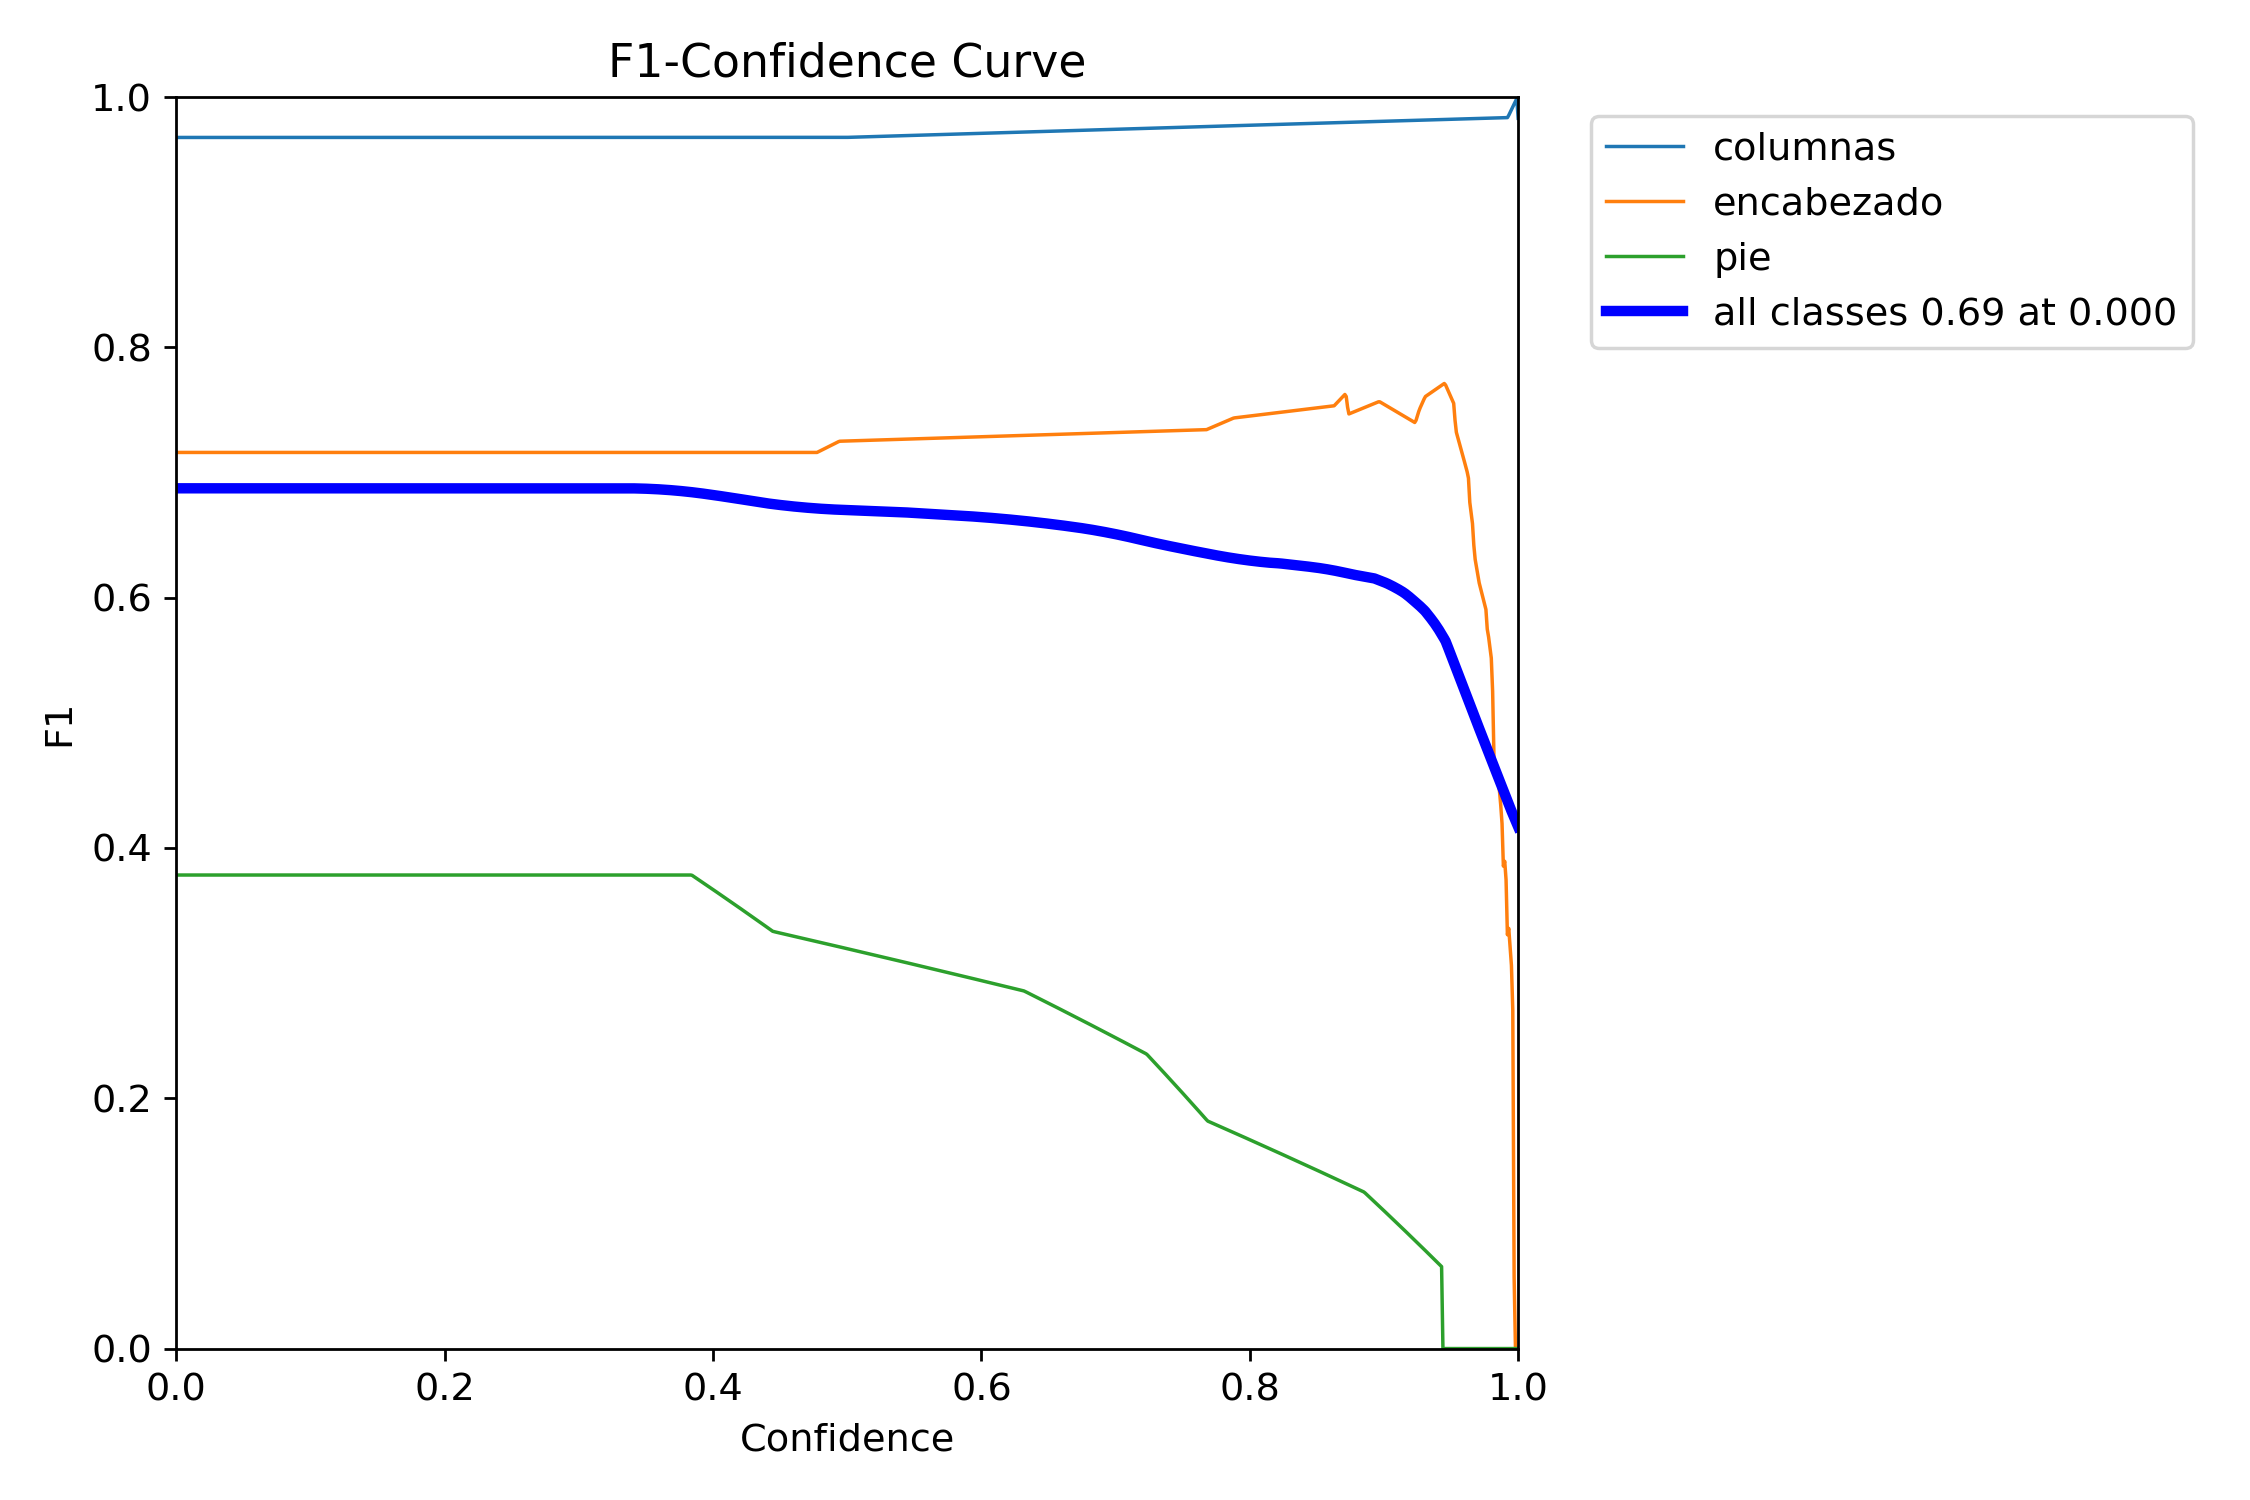 F1-Confidence Curve
1.0
0.8
0.6
0.4
0.2
0.0
F1
0.0 0.2 0.4 0.6 0.8 1.0
Confidence
columnas
encabezado
pie
all classes 0.69 at 0.000